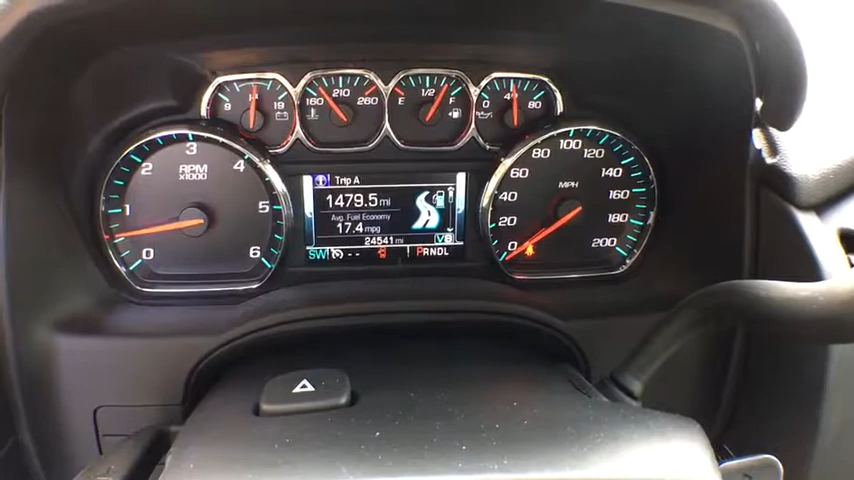 9 14 19
160 210 260
E 1/2 F
0 40 80
RPM
x1000
0 1 2 3 4 5 6
Trip A
1479.5 mi
Avg. Fuel Economy
17.4 mpg
24541 mi
V8
SW -- PRNDL
MPH
0 20 40 60 80 100 120 140 160 180 200